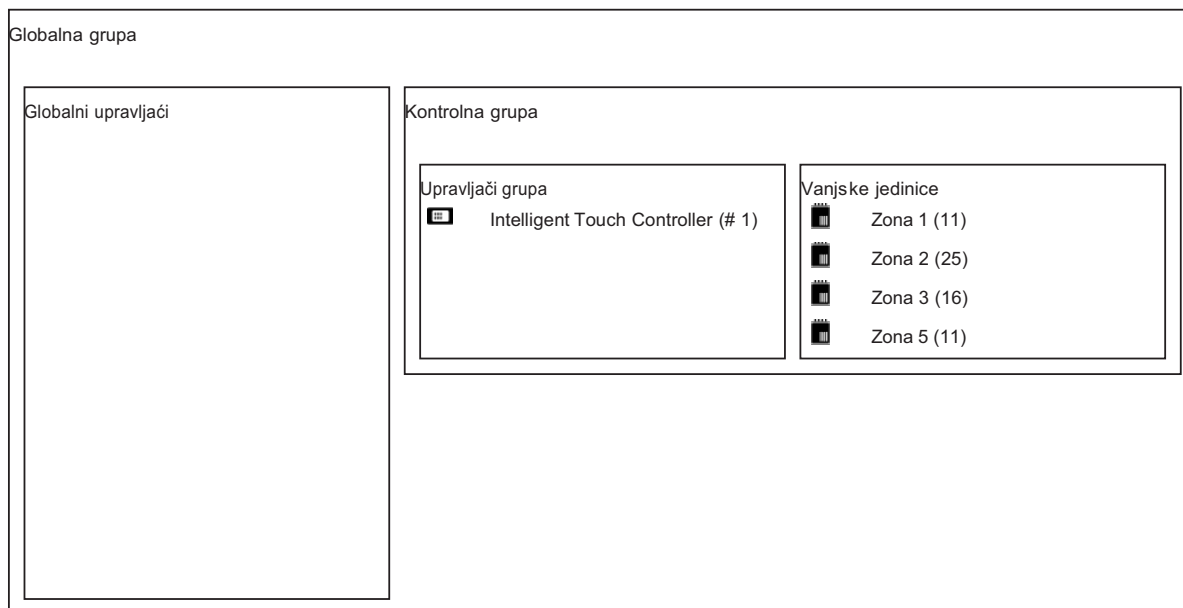 Globalna grupa
Globalni upravljaći
Kontrolna grupa
Upravljači grupa
Intelligent Touch Controller (# 1)
Vanjske jedinice
Zona 1 (11)
Zona 2 (25)
Zona 3 (16)
Zona 5 (11)